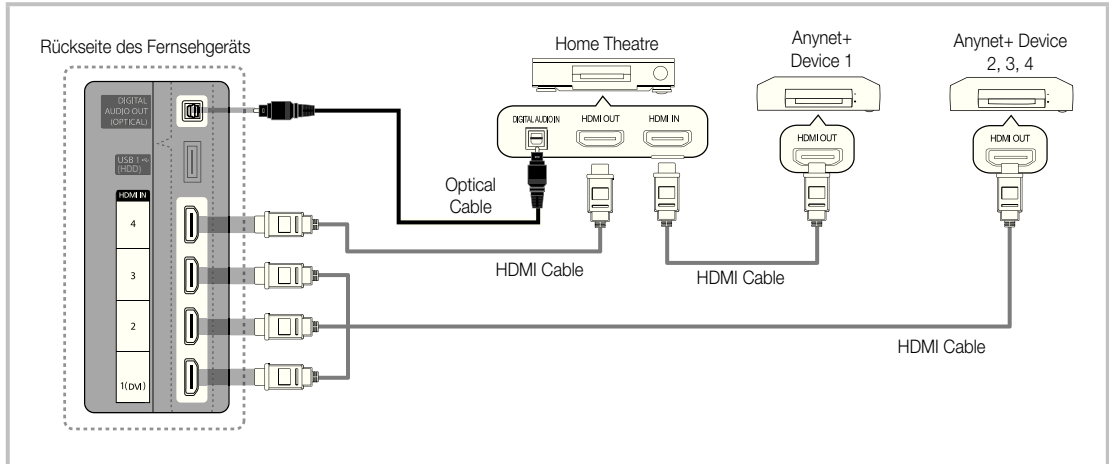 Rückseite des Fernsehgeräts
Home Theatre
Anynet+
Device 1
Anynet+ Device
2, 3, 4
DIGITAL
AUDIO OUT
(OPTICAL)
USB 1
(HDD)
HDMI IN
4
3
2
1(DVI)
DIGITAL AUDIO IN
HDMI OUT
HDMI IN
HDMI OUT
HDMI OUT
Optical
Cable
HDMI Cable
HDMI Cable
HDMI Cable